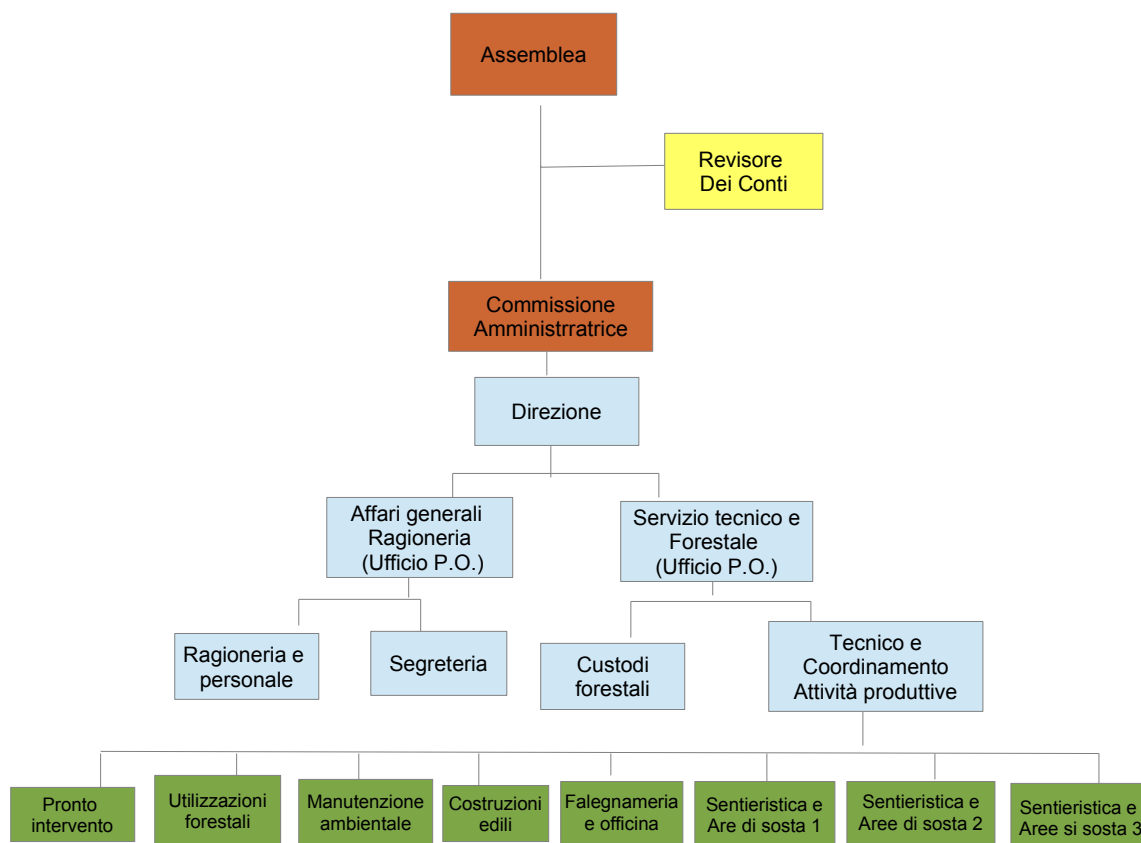 Assemblea
Revisore
Dei Conti
Commissione
Amministrratrice
Direzione
Affari generali
Ragioneria
(Ufficio P.O.)
Servizio tecnico e
Forestale
(Ufficio P.O.)
Ragioneria e
personale
Segreteria
Custodi
forestali
Tecnico e
Coordinamento
Attività produttive
Pronto
intervento
Utilizzazioni
forestali
Manutenzione
ambientale
Costruzioni
edili
Falegnameria
e officina
Sentieristica e
Are di sosta 1
Sentieristica e
Aree di sosta 2
Sentieristica e
Aree si sosta 3